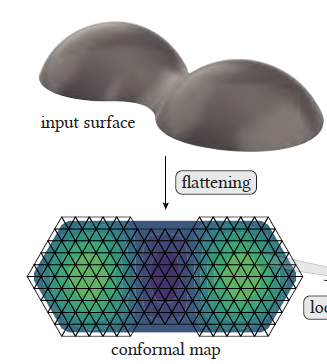 input surface
flattening
conformal map